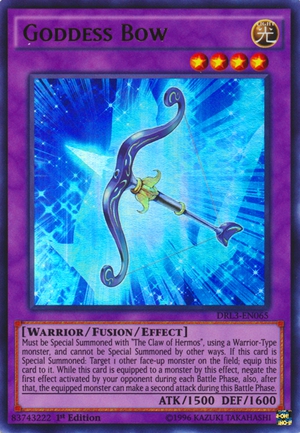 GODDESS BOW
LIGHT
光
DRL3-EN065
[WARRIOR/FUSION/EFFECT]
Must be Special Summoned with "The Claw of Hermos", using a Warrior-Type
monster, and cannot be Special Summoned by other ways. If this card is
Special Summoned: Target 1 other face-up monster on the field; equip this
card to it. While this card is equipped to a monster by this effect, negate the
first effect activated by your opponent during each Battle Phase, also, after
that, the equipped monster can make a second attack during this Battle Phase.
ATK/1500 DEF/1600
83743222 1st Edition ©1996 KAZUKI TAKAHASHI